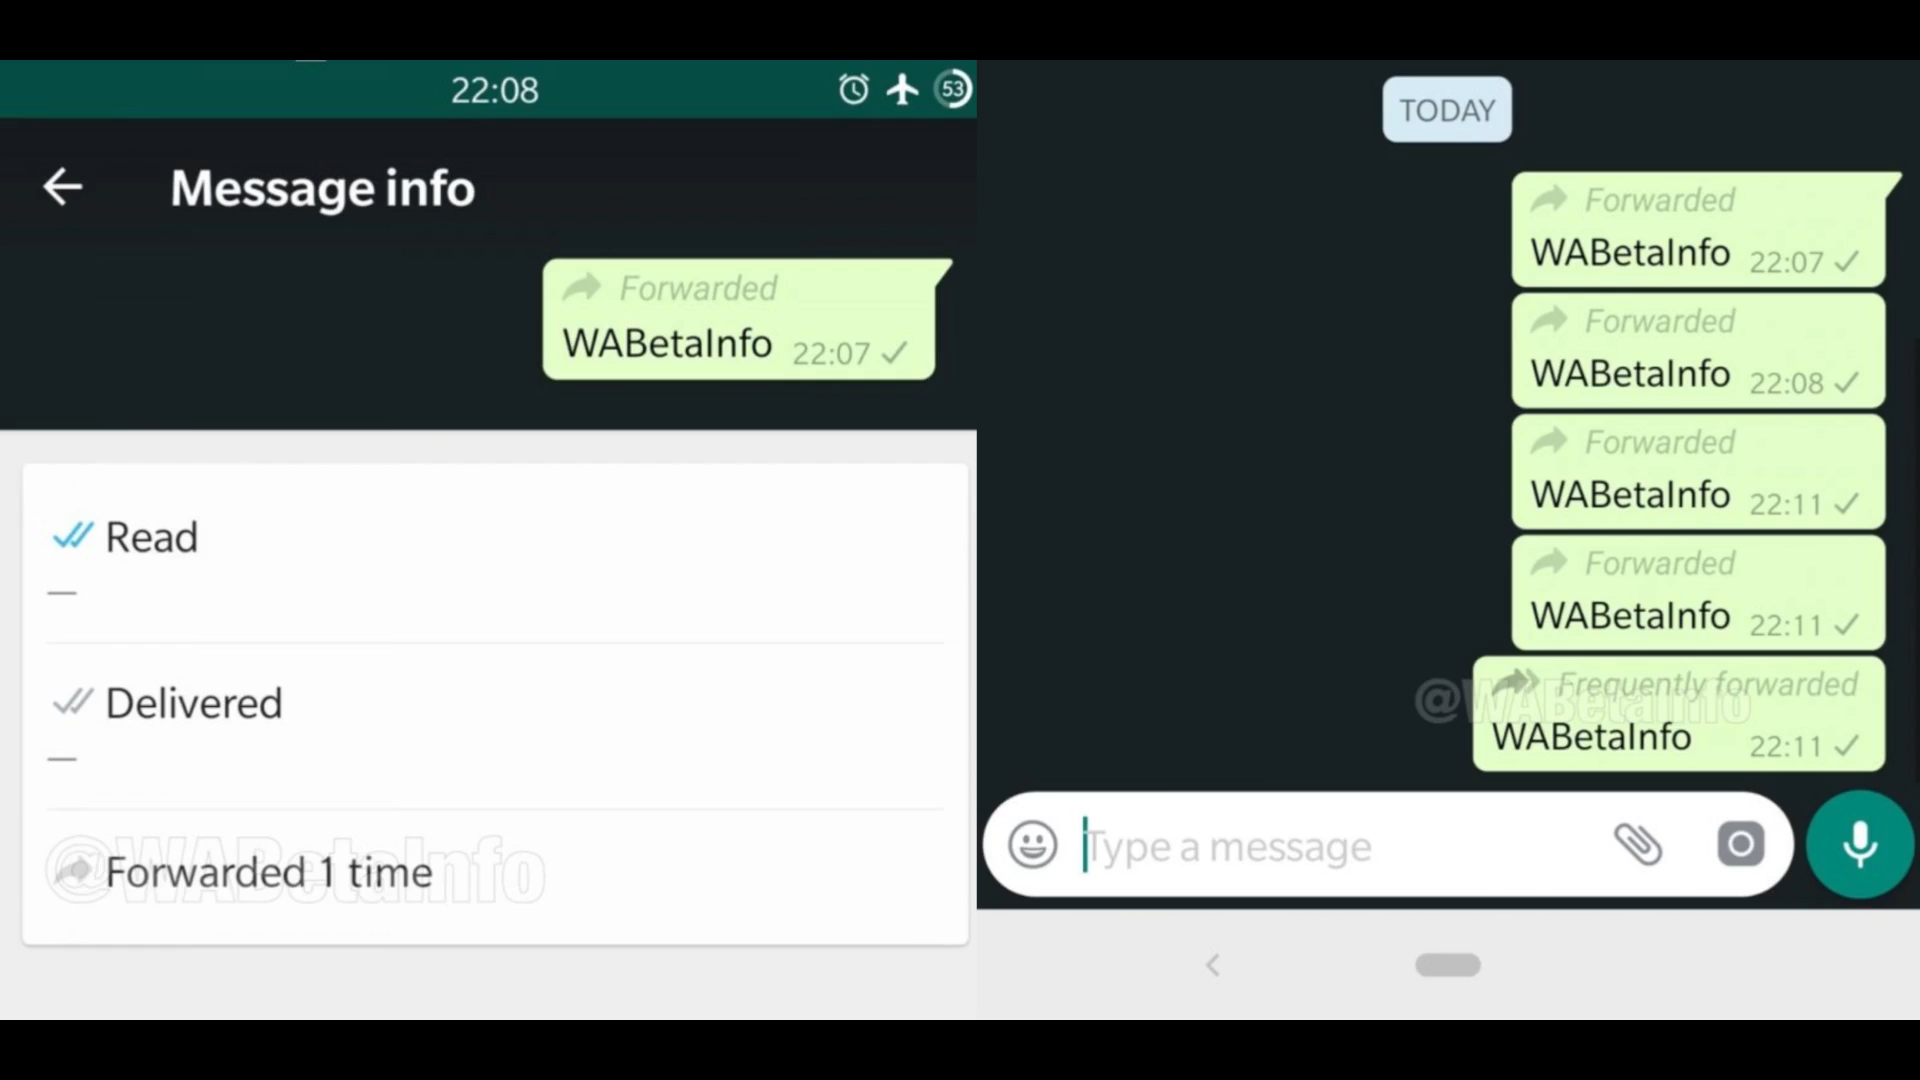 22:08
53
Message info
Forwarded
WABetaInfo 22:07
Read
—
Delivered
—
Forwarded 1 time
@WABetaInfo
TODAY
Forwarded
WABetaInfo 22:07
Forwarded
WABetaInfo 22:08
Forwarded
WABetaInfo 22:11
Forwarded
WABetaInfo 22:11
Frequently forwarded
@WABetaInfo
WABetaInfo 22:11
Type a message